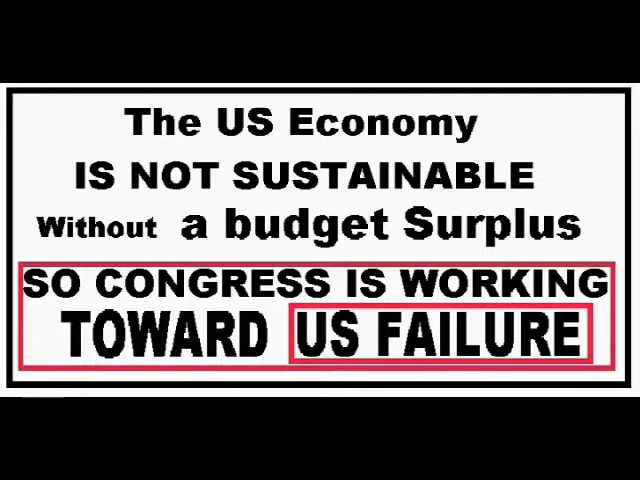 The US Economy
IS NOT SUSTAINABLE
Without a budget Surplus
SO CONGRESS IS WORKING
TOWARD US FAILURE